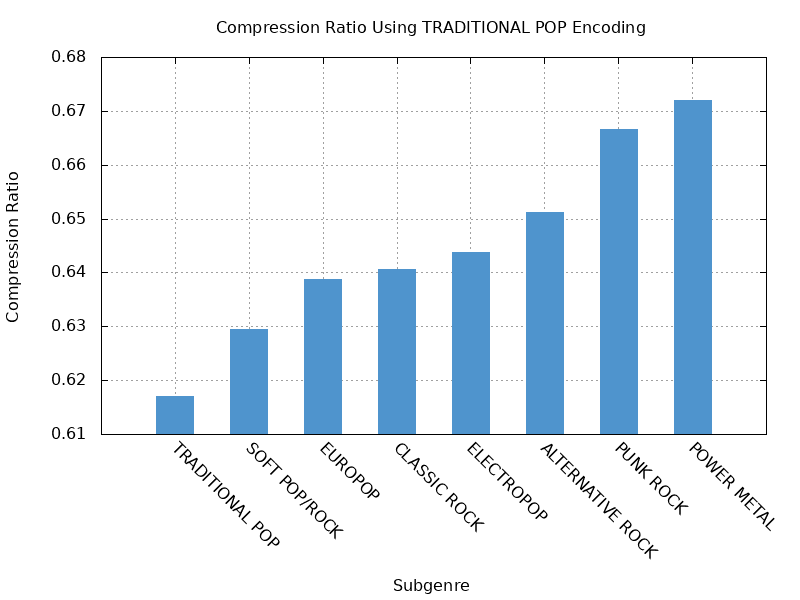 Compression Ratio Using TRADITIONAL POP Encoding
0.68
0.67
0.66
0.65
0.64
0.63
0.62
0.61
Compression Ratio
TRADITIONAL POP
SOFT POP/ROCK
EUROPOP
CLASSIC ROCK
ELECTROPOP
ALTERNATIVE ROCK
PUNK ROCK
POWER METAL
Subgenre